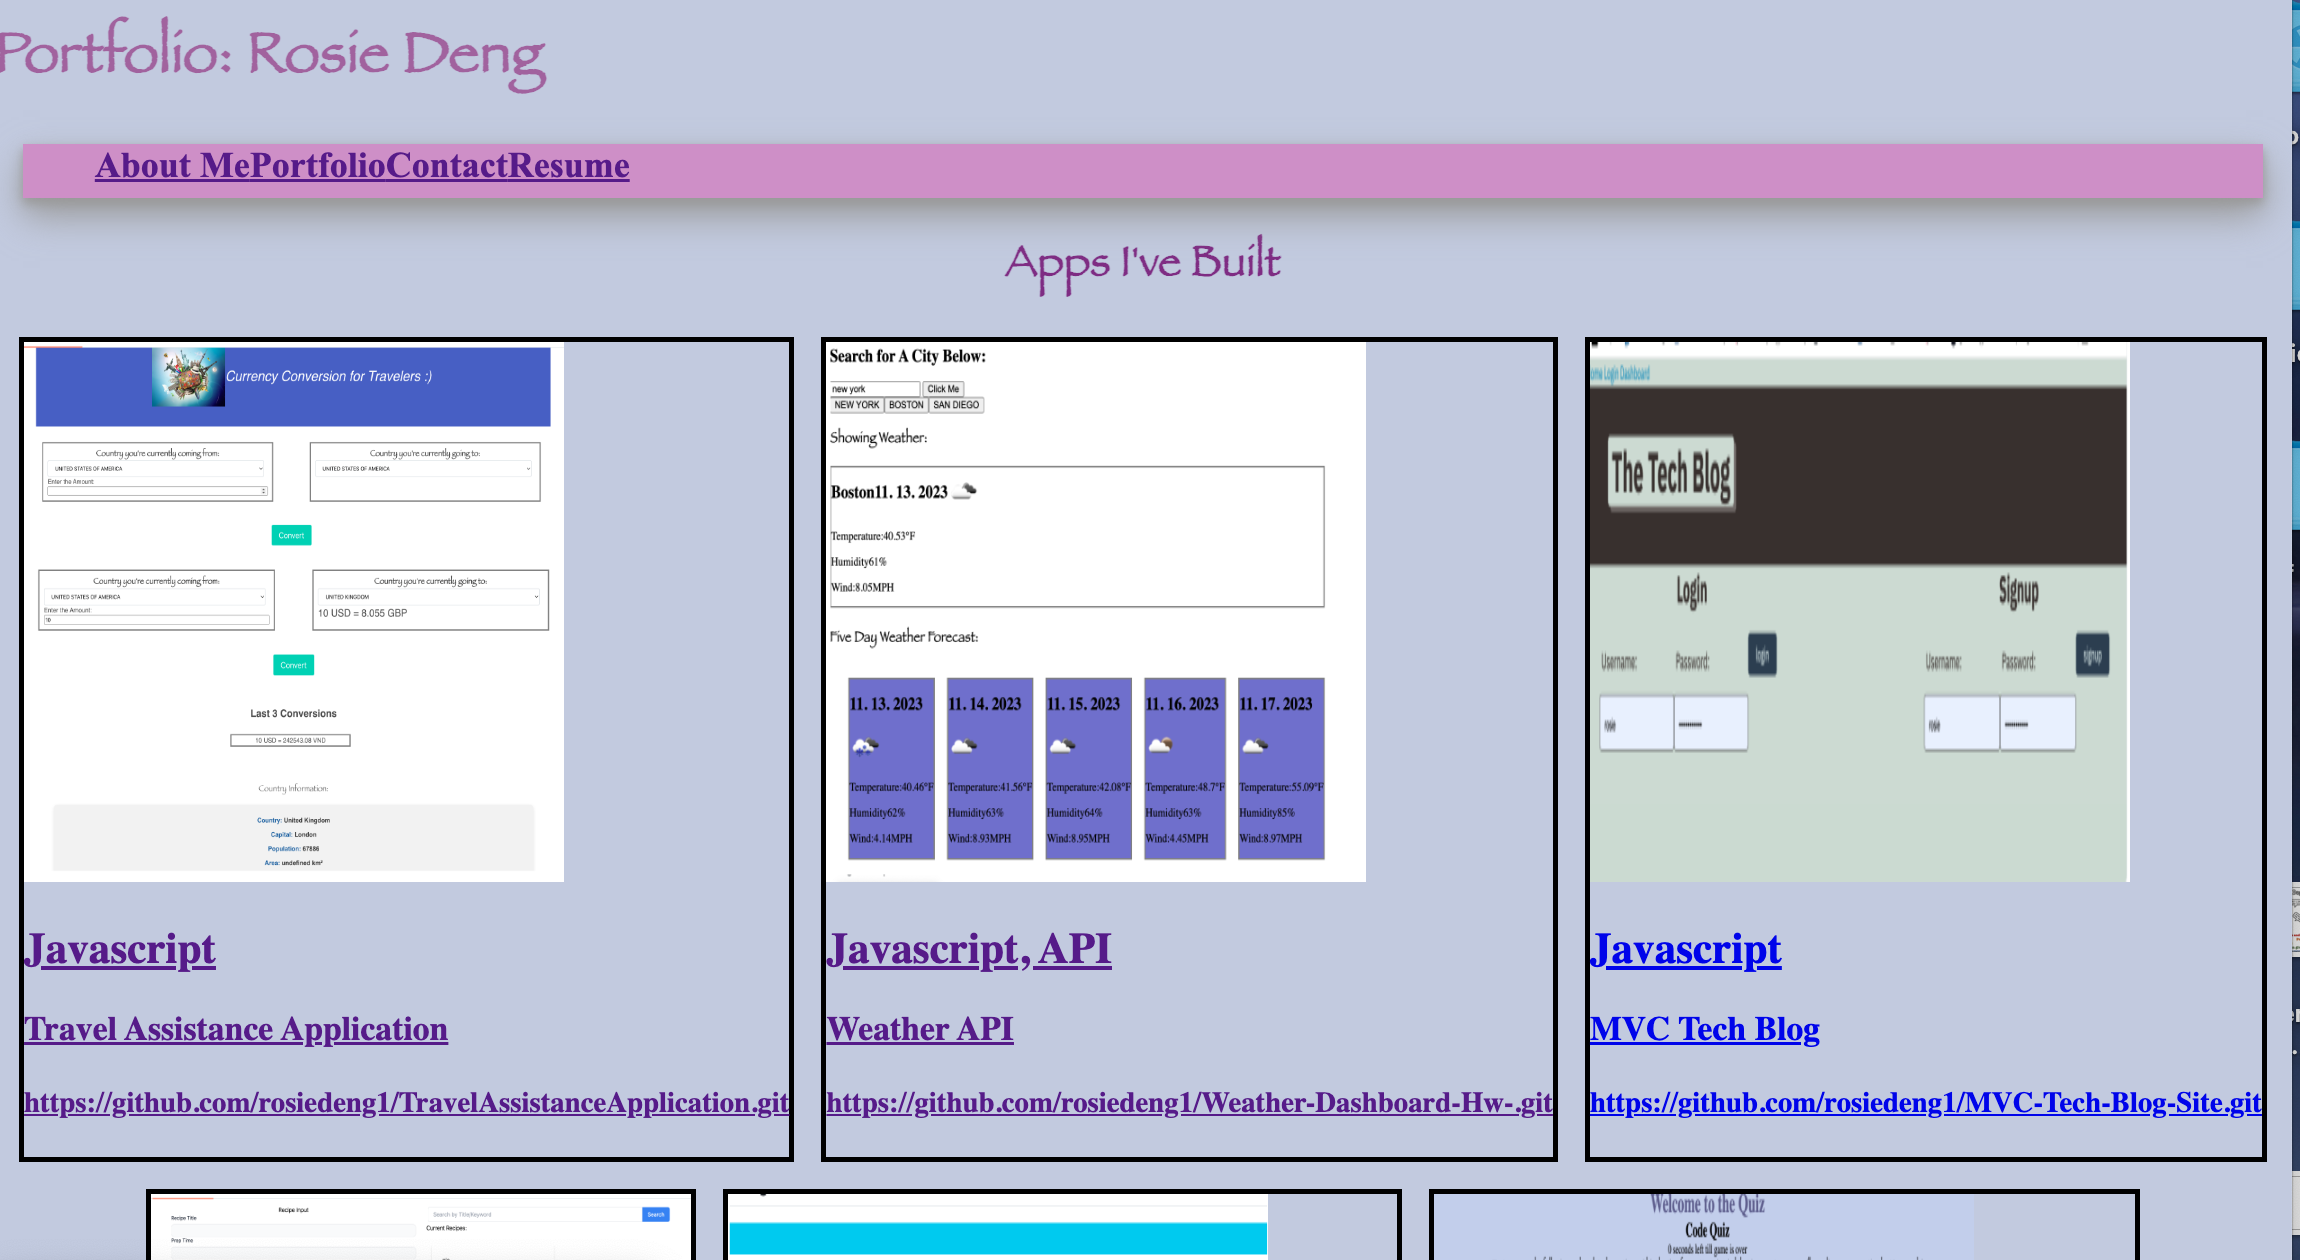 Portfolio: Rosie Deng
About MePortfolioContactResume
Apps I've Built
Currency Conversion for Travelers :)
Country you're currently coming from:
UNITED STATES OF AMERICA
Enter the Amount:
Country you're currently going to:
UNITED STATES OF AMERICA
Convert
Country you're currently coming from:
UNITED STATES OF AMERICA
Enter the Amount:
10
Country you're currently going to:
UNITED KINGDOM
10 USD = 8.055 GBP
Convert
Last 3 Conversions
10 USD = 242543.08 VND
Country Information:
Country: United Kingdom
Capital: London
Population: 67886
Area: undefined km²
Javascript
Travel Assistance Application
https://github.com/rosiedeng1/TravelAssistanceApplication.git
Search for A City Below:
new york Click Me
NEW YORK BOSTON SAN DIEGO
Showing Weather:
Boston11. 13. 2023
Temperature:40.53°F
Humidity61%
Wind:8.05MPH
Five Day Weather Forecast:
11. 13. 2023 11. 14. 2023 11. 15. 2023 11. 16. 2023 11. 17. 2023
Temperature:40.46°F Temperature:41.56°F Temperature:42.08°F Temperature:48.7°F Temperature:55.09°F
Humidity62% Humidity63% Humidity64% Humidity63% Humidity85%
Wind:4.14MPH Wind:8.93MPH Wind:8.95MPH Wind:4.45MPH Wind:8.97MPH
Javascript, API
Weather API
https://github.com/rosiedeng1/Weather-Dashboard-Hw-.git
ome Login Dashboard
The Tech Blog
Login Signup
Username: Password: login Username: Password: signup
rosie rosie
Javascript
MVC Tech Blog
https://github.com/rosiedeng1/MVC-Tech-Blog-Site.git
Recipe Input
Recipe Title
Prep Time
Search by Title/Keyword Search
Current Recipes:
Welcome to the Quiz
Code Quiz
0 seconds left till game is over